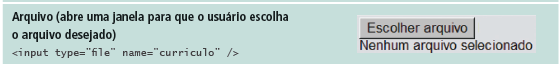 Arquivo (abre uma janela para que o usuário escolha
o arquivo desejado)
<input type="file" name="curriculo" />
Escolher arquivo
Nenhum arquivo selecionado